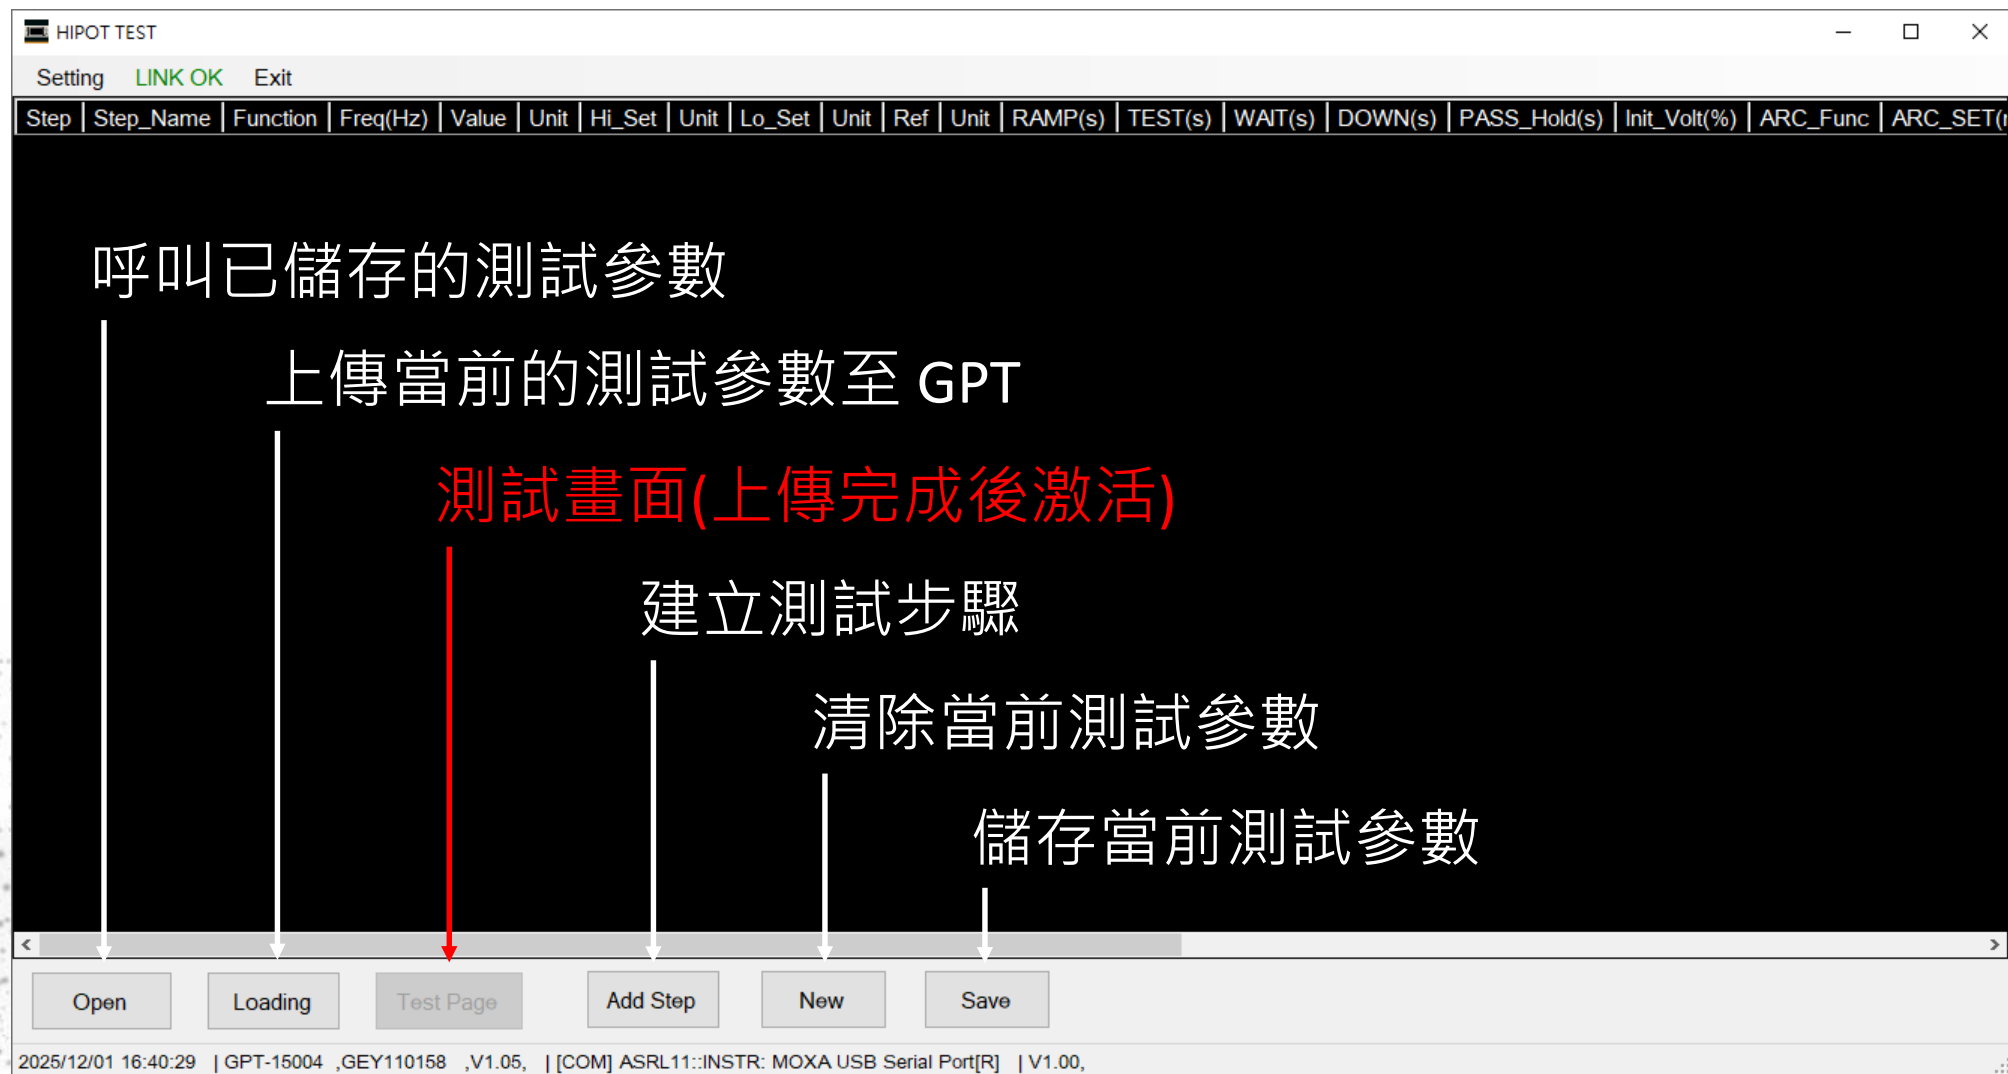 HIPOT TEST
Setting LINK OK Exit
Step Step_Name Function Freq(Hz) Value Unit Hi_Set Unit Lo_Set Unit Ref Unit RAMP(s) TEST(s) WAIT(s) DOWN(s) PASS_Hold(s) Init_Volt(%) ARC_Func ARC_SET(
呼叫已儲存的測試參數
上傳當前的測試參數至 GPT
測試畫面(上傳完成後激活)
建立測試步驟
清除當前測試參數
儲存當前測試參數
Open Loading Test Page Add Step New Save
2025/12/01 16:40:29 | GPT-15004 ,GEY110158 ,V1.05, | [COM] ASRL11::INSTR: MOXA USB Serial Port[R] | V1.00,